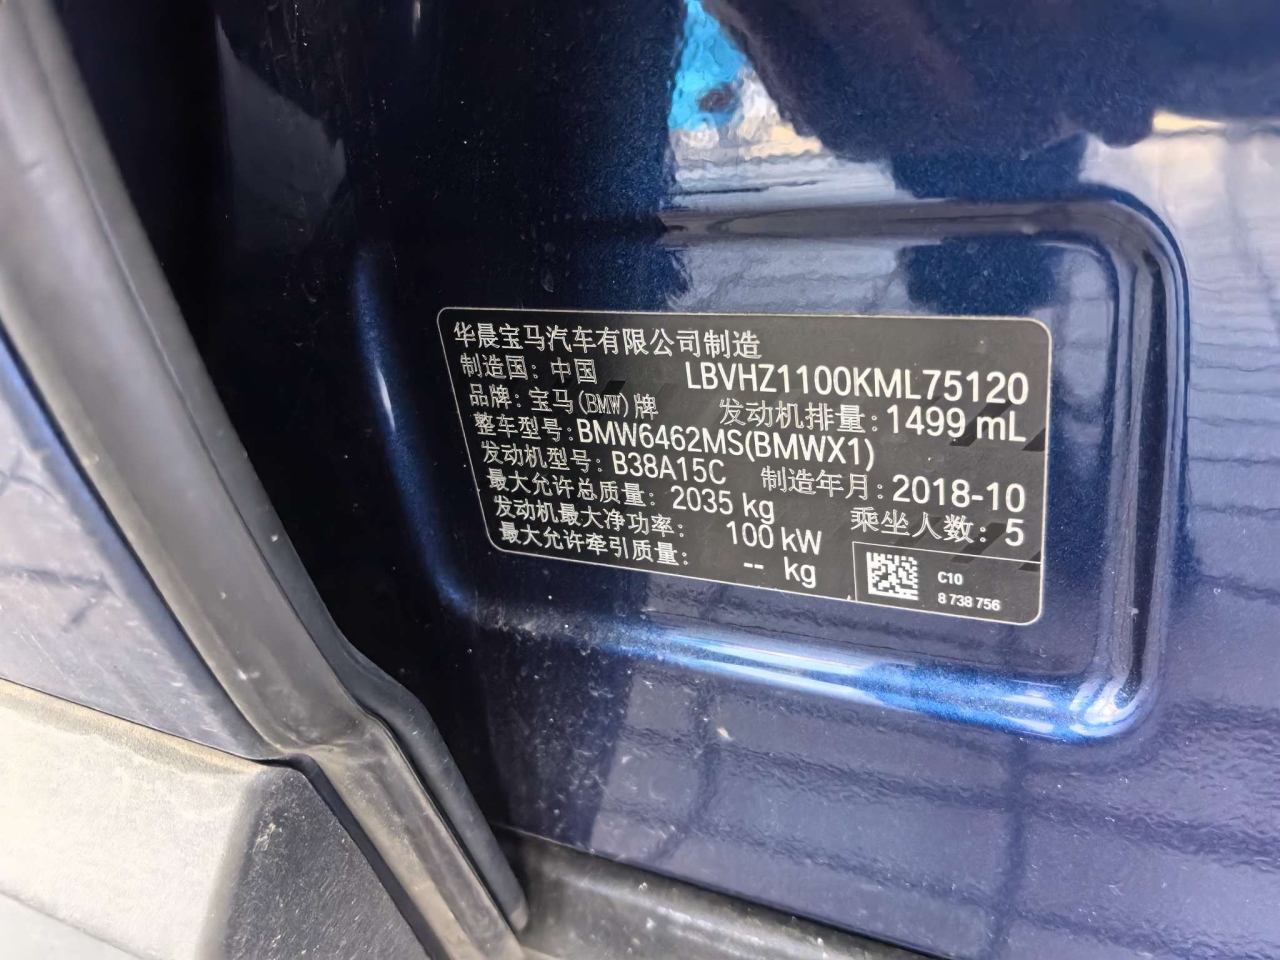 华晨宝马汽车有限公司制造
制造国: 中国 LBVHZ1100KML75120
品牌: 宝马(BMW)牌 发动机排量: 1499 mL
整车型号: BMW6462MS(BMWX1)
发动机型号: B38A15C 制造年月: 2018-10
最大允许总质量: 2035 kg 乘坐人数: 5
发动机最大净功率: 100 kW
最大允许牵引质量: -- kg
C10
8 738 756